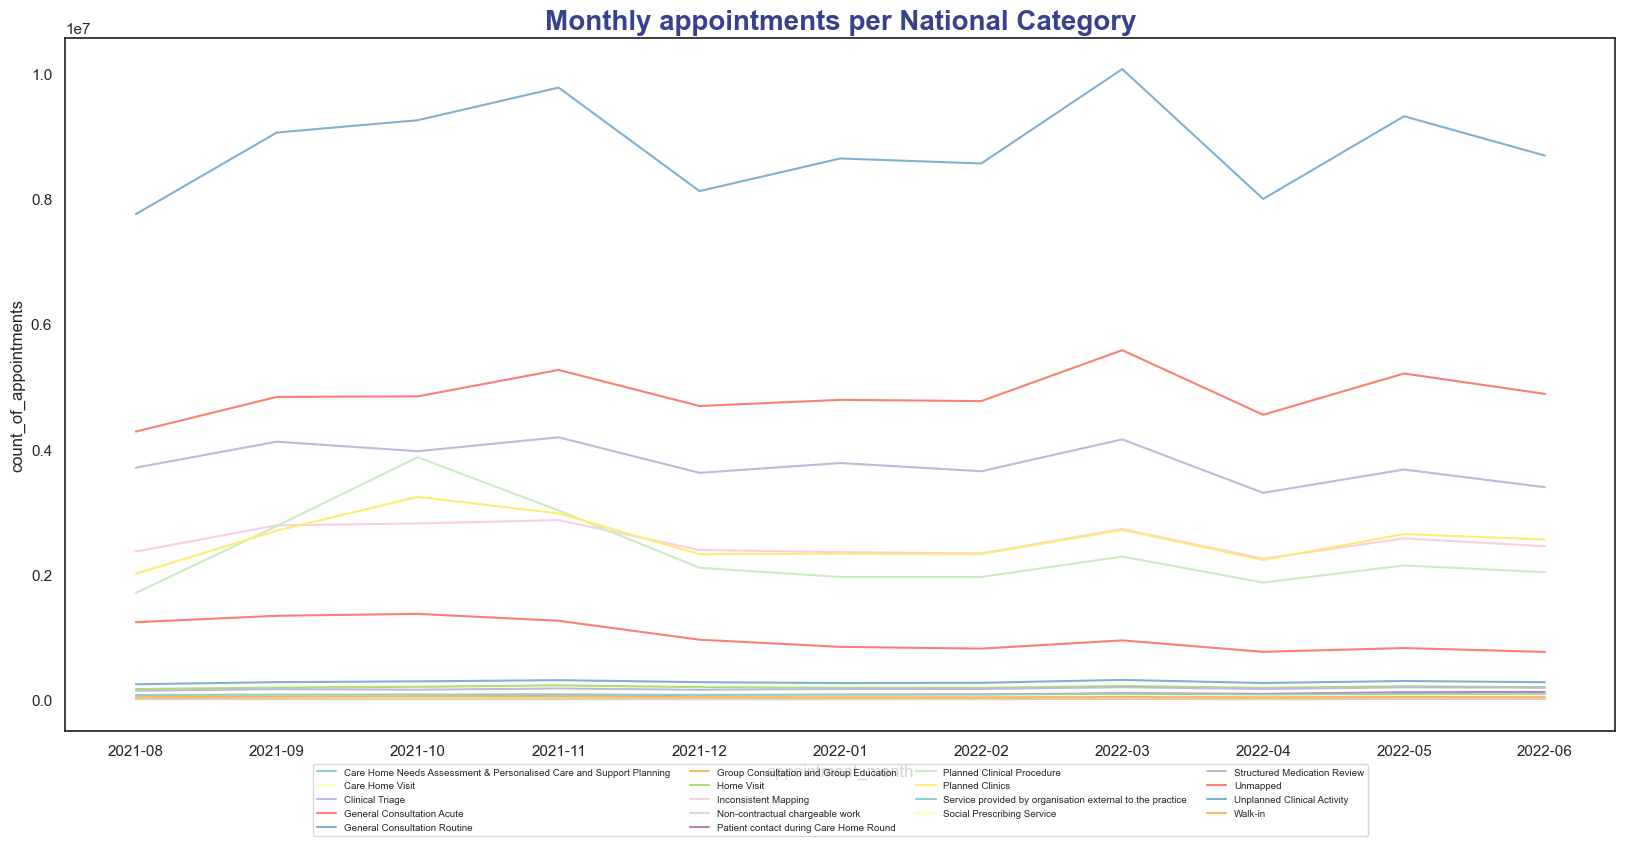 Monthly appointments per National Category
1e7
1.0
0.8
0.6
0.4
0.2
0.0
count_of_appointments
2021-08 2021-09 2021-10 2021-11 2021-12 2022-01 2022-02 2022-03 2022-04 2022-05 2022-06
appointment_month
Care Home Needs Assessment & Personalised Care and Support Planning
Care Home Visit
Clinical Triage
General Consultation Acute
General Consultation Routine
Group Consultation and Group Education
Home Visit
Inconsistent Mapping
Non-contractual chargeable work
Patient contact during Care Home Round
Planned Clinical Procedure
Planned Clinics
Service provided by organisation external to the practice
Social Prescribing Service
Structured Medication Review
Unmapped
Unplanned Clinical Activity
Walk-in